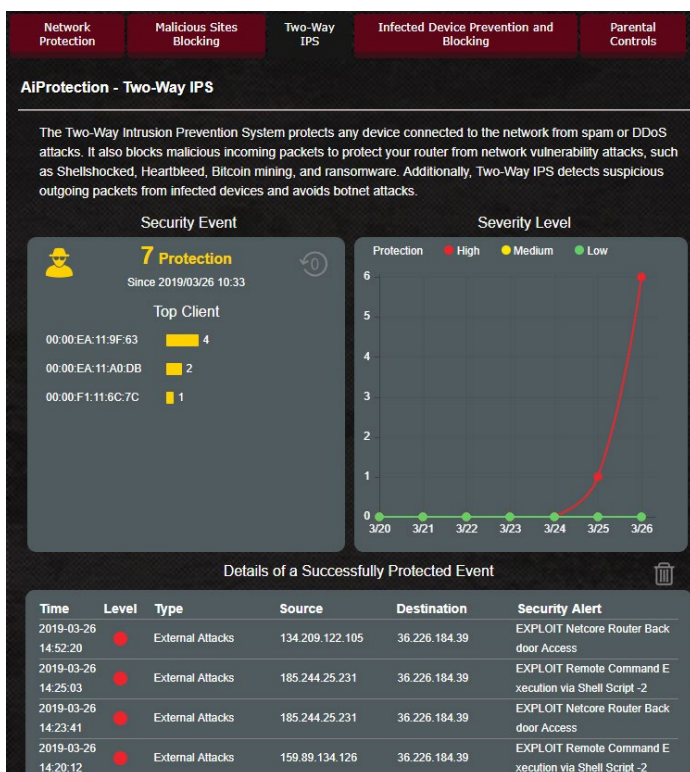 Network Protection
Malicious Sites Blocking
Two-Way IPS
Infected Device Prevention and Blocking
Parental Controls
AiProtection - Two-Way IPS
The Two-Way Intrusion Prevention System protects any device connected to the network from spam or DDoS
attacks. It also blocks malicious incoming packets to protect your router from network vulnerability attacks, such
as Shellshocked, Heartbleed, Bitcoin mining, and ransomware. Additionally, Two-Way IPS detects suspicious
outgoing packets from infected devices and avoids botnet attacks.
Security Event
7 Protection
0
Since 2019/03/26 10:33
Top Client
00:00:EA:11:9F:63 4
00:00:EA:11:A0:DB 2
00:00:F1:11:6C:7C 1
Severity Level
Protection High Medium Low
6
5
4
3
2
1
0
3/20 3/21 3/22 3/23 3/24 3/25 3/26
Details of a Successfully Protected Event
Time Level Type Source Destination Security Alert
2019-03-26
14:52:20
External Attacks 134.209.122.105 36.226.184.39
EXPLOIT Netcore Router Back
door Access
2019-03-26
14:25:03
External Attacks 185.244.25.231 36.226.184.39
EXPLOIT Remote Command E
xecution via Shell Script -2
2019-03-26
14:23:41
External Attacks 185.244.25.231 36.226.184.39
EXPLOIT Netcore Router Back
door Access
2019-03-26
14:20:12
External Attacks 159.89.134.126 36.226.184.39
EXPLOIT Remote Command E
xecution via Shell Script -2